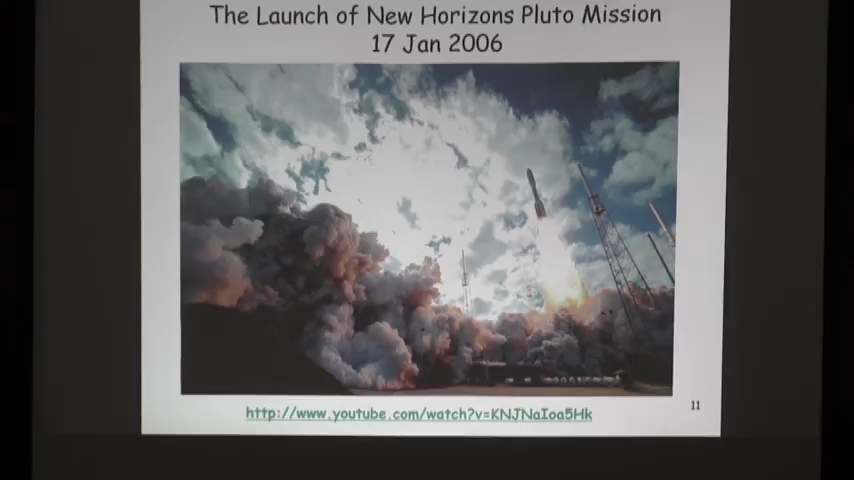 The Launch of New Horizons Pluto Mission
17 Jan 2006
http://www.youtube.com/watch?v=KNJNaIoa5Hk
11